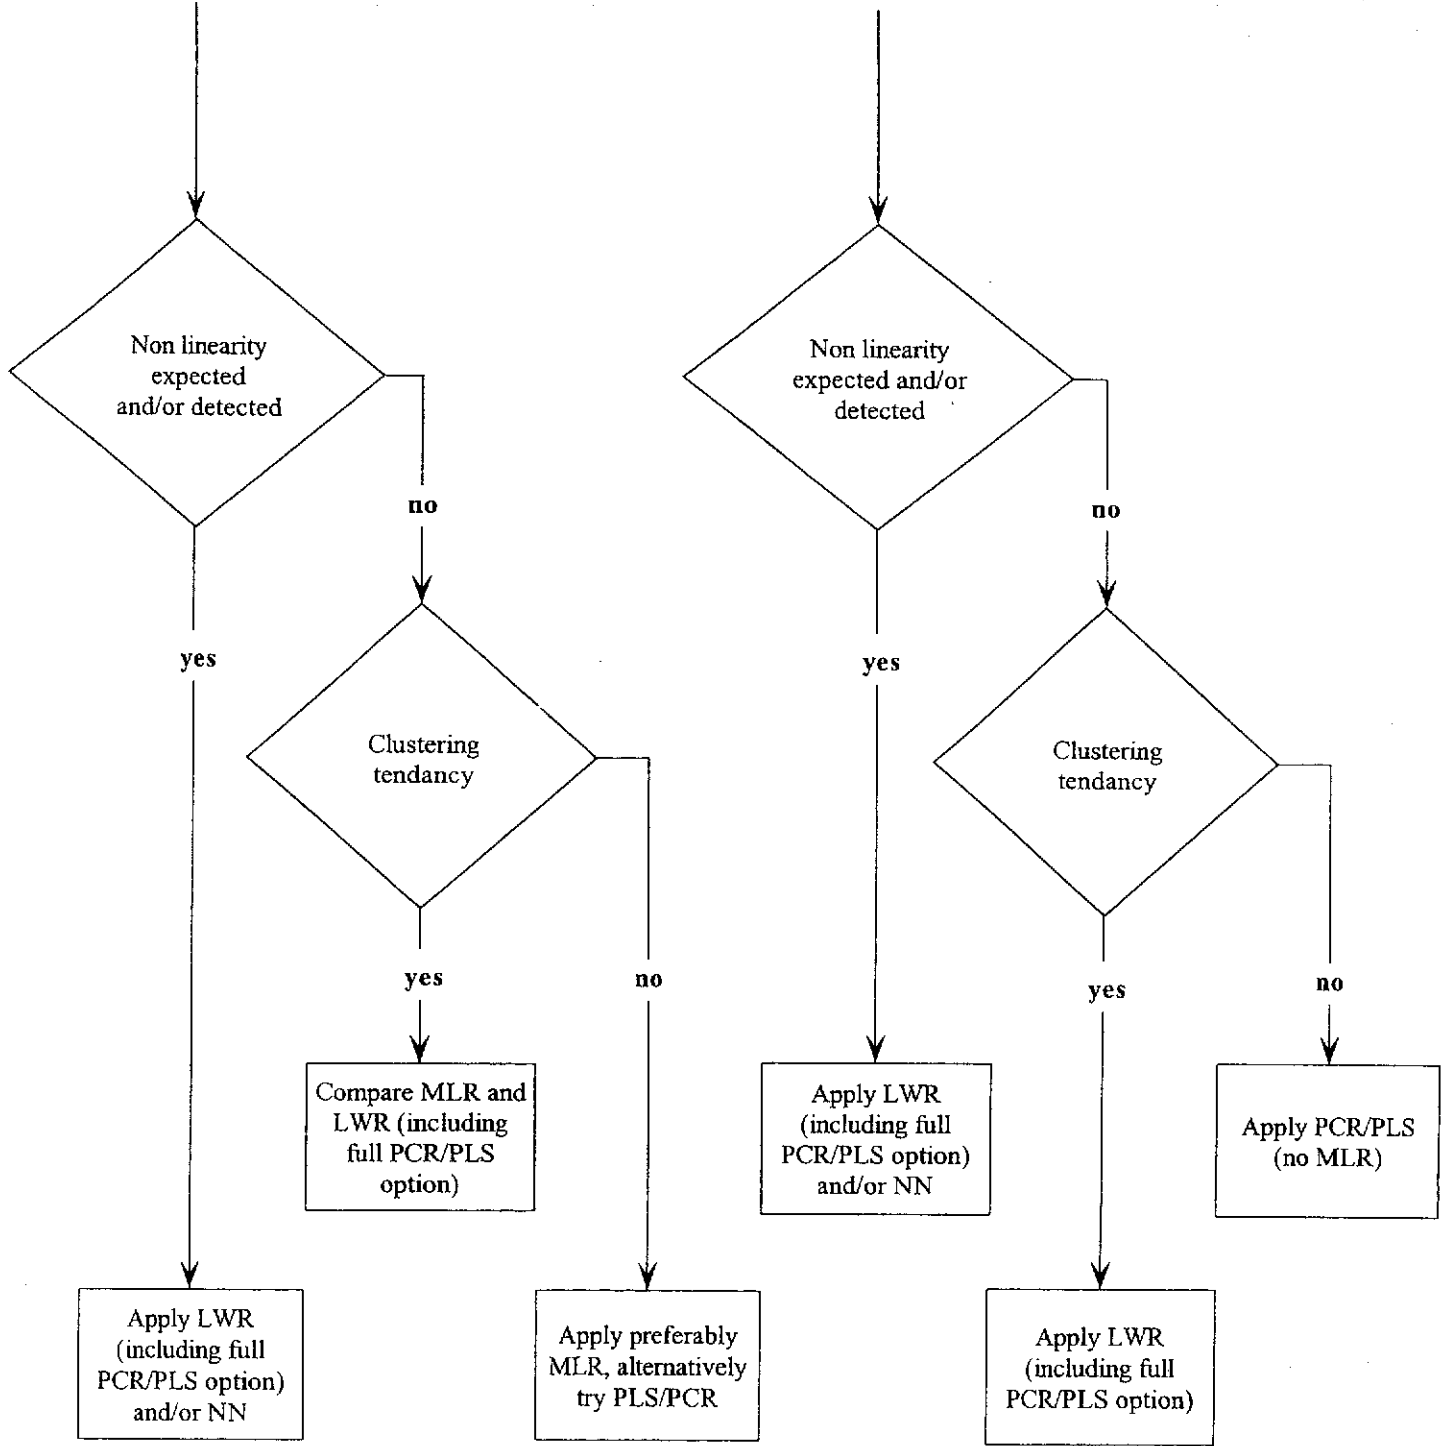 Non linearity
expected
and/or detected
no
yes
Clustering
tendancy
yes
no
Compare MLR and
LWR (including
full PCR/PLS
option)
Apply LWR
(including full
PCR/PLS option)
and/or NN
Apply preferably
MLR, alternatively
try PLS/PCR
Non linearity
expected and/or
detected
no
yes
Clustering
tendancy
yes
no
Apply LWR
(including full
PCR/PLS option)
and/or NN
Apply PCR/PLS
(no MLR)
Apply LWR
(including full
PCR/PLS option)